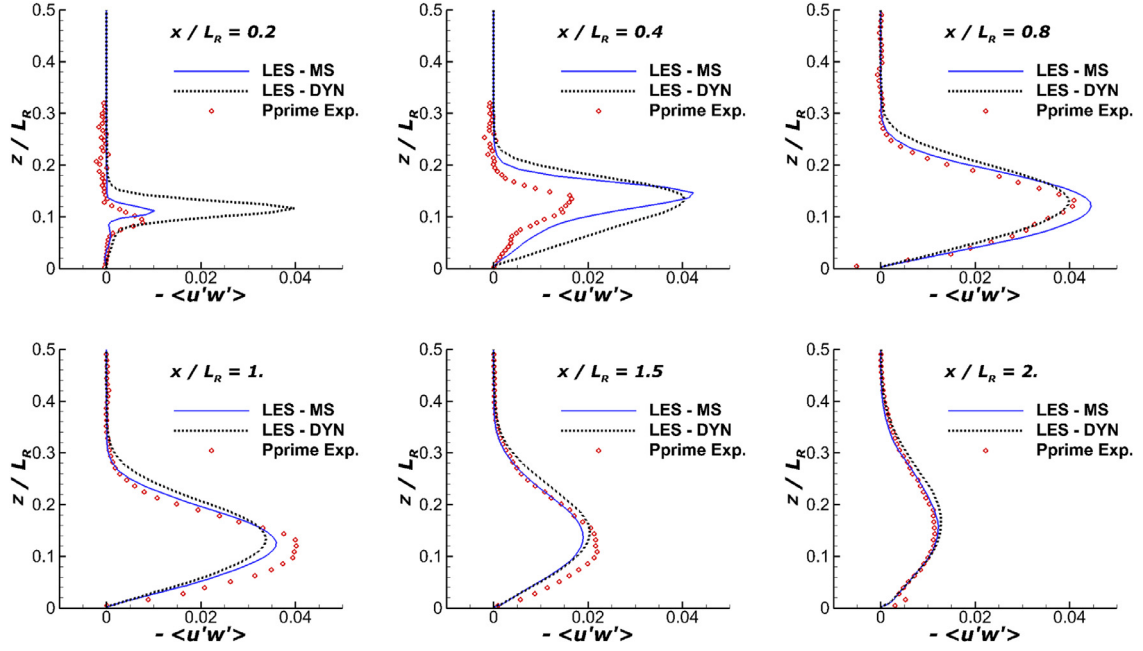 0.5
x / L_R = 0.2
0.4
LES - MS
LES - DYN
0.3
Pprime Exp.
z / L_R
0.2
0.1
0
0 0.02 0.04
- <u'w'>
0.5
x / L_R = 0.4
0.4
LES - MS
LES - DYN
0.3
Pprime Exp.
z / L_R
0.2
0.1
0
0 0.02 0.04
- <u'w'>
0.5
x / L_R = 0.8
0.4
LES - MS
LES - DYN
0.3
Pprime Exp.
z / L_R
0.2
0.1
0
0 0.02 0.04
- <u'w'>
0.5
x / L_R = 1.
0.4
LES - MS
LES - DYN
0.3
Pprime Exp.
z / L_R
0.2
0.1
0
0 0.02 0.04
- <u'w'>
0.5
x / L_R = 1.5
0.4
LES - MS
LES - DYN
0.3
Pprime Exp.
z / L_R
0.2
0.1
0
0 0.02 0.04
- <u'w'>
0.5
x / L_R = 2.
0.4
LES - MS
LES - DYN
0.3
Pprime Exp.
z / L_R
0.2
0.1
0
0 0.02 0.04
- <u'w'>